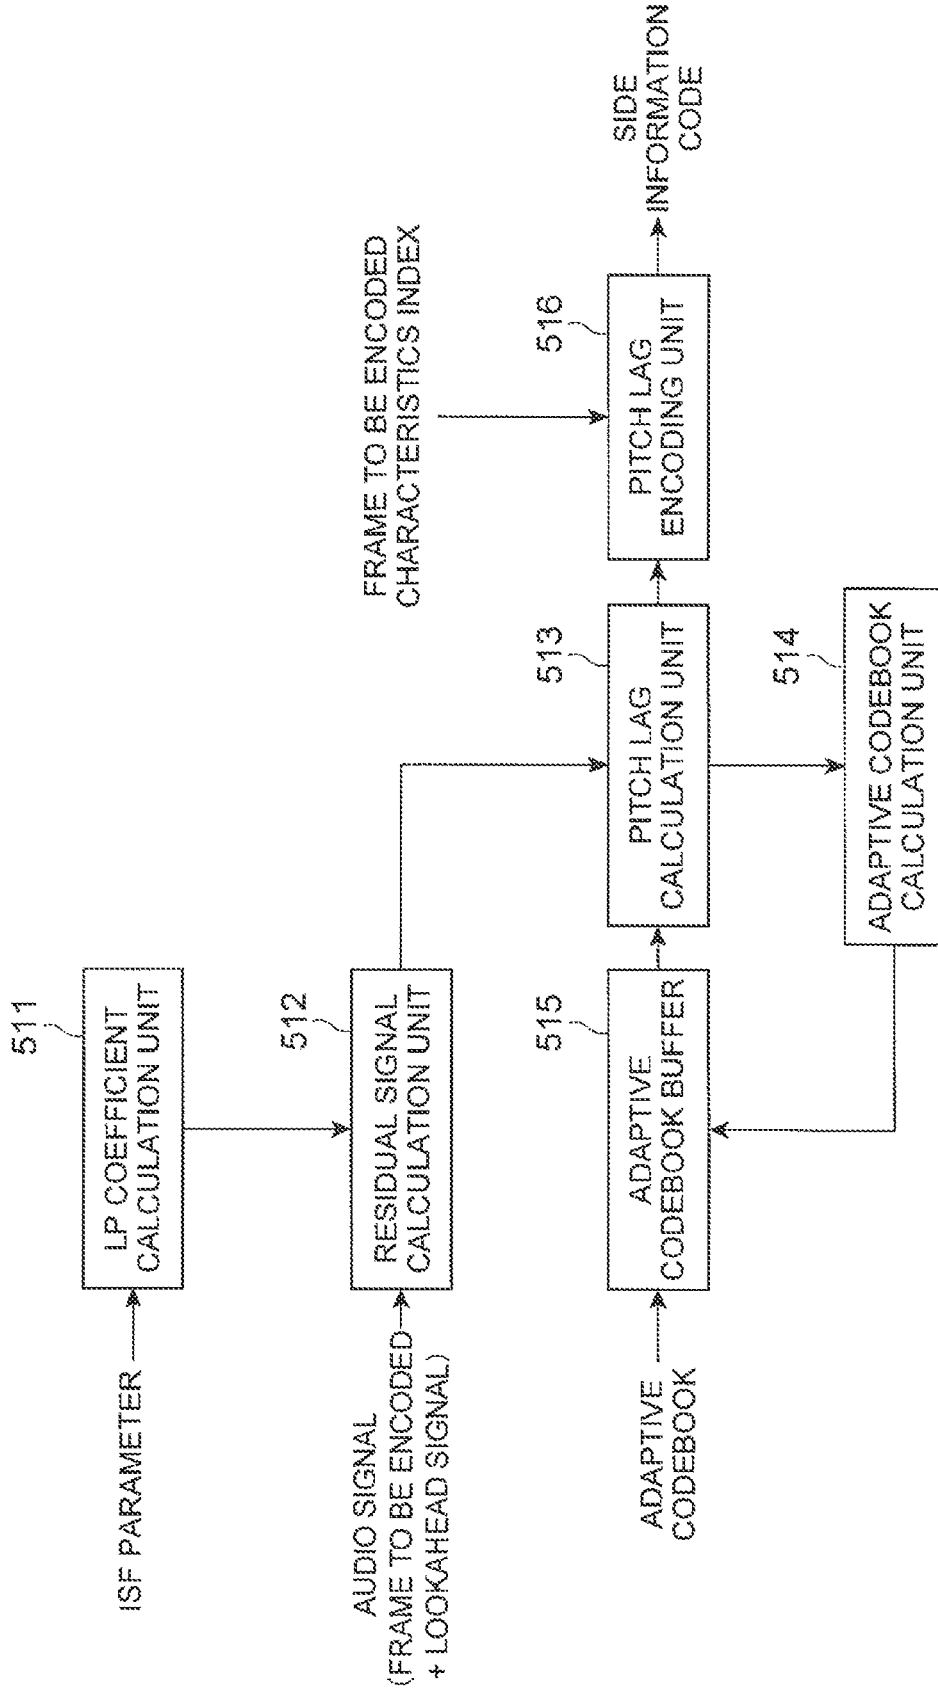 ISF PARAMETER
511
LP COEFFICIENT
CALCULATION UNIT
AUDIO SIGNAL
(FRAME TO BE ENCODED
+ LOOKAHEAD SIGNAL)
512
RESIDUAL SIGNAL
CALCULATION UNIT
FRAME TO BE ENCODED
CHARACTERISTICS INDEX
ADAPTIVE
CODEBOOK
515
ADAPTIVE
CODEBOOK BUFFER
513
PITCH LAG
CALCULATION UNIT
516
PITCH LAG
ENCODING UNIT
SIDE
INFORMATION
CODE
514
ADAPTIVE CODEBOOK
CALCULATION UNIT